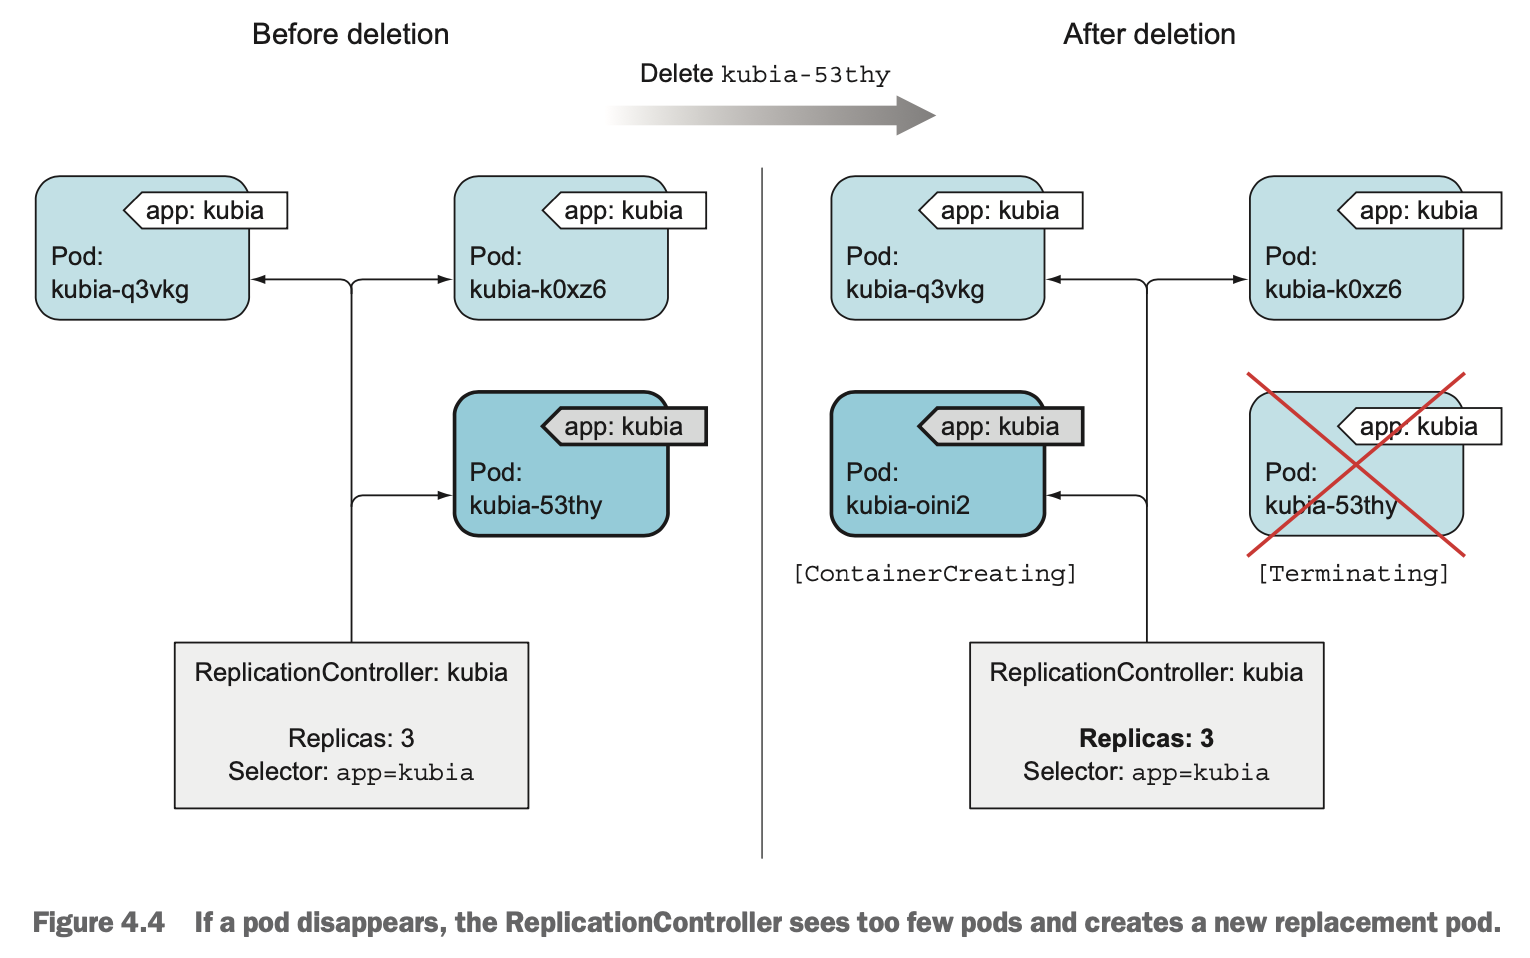 Before deletion
After deletion
Delete kubia-53thy
app: kubia
Pod:
kubia-q3vkg
app: kubia
Pod:
kubia-k0xz6
app: kubia
Pod:
kubia-53thy
ReplicationController: kubia
Replicas: 3
Selector: app=kubia
app: kubia
Pod:
kubia-q3vkg
app: kubia
Pod:
kubia-k0xz6
app: kubia
Pod:
kubia-oini2
[ContainerCreating]
app: kubia
Pod:
kubia-53thy
[Terminating]
ReplicationController: kubia
Replicas: 3
Selector: app=kubia
Figure 4.4 If a pod disappears, the ReplicationController sees too few pods and creates a new replacement pod.